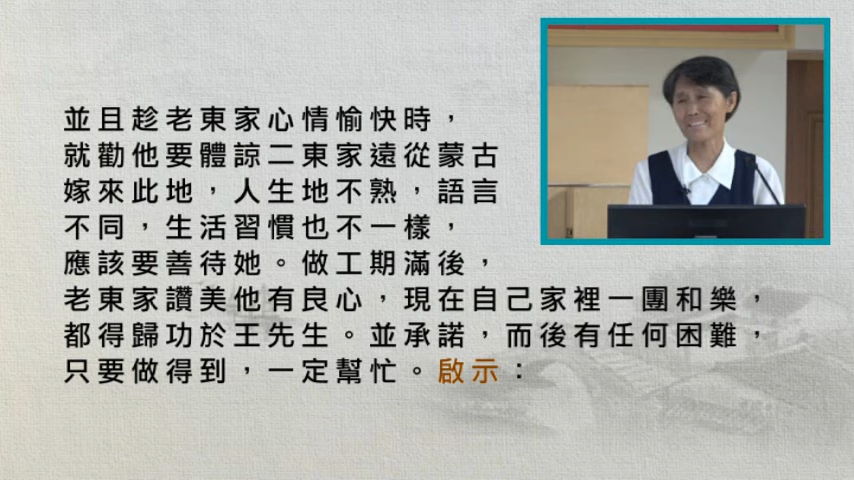 並且趁老東家心情愉快時，
就勸他要體諒二東家遠從蒙古
嫁來此地，人生地不熟，語言
不同，生活習慣也不一樣，
應該要善待她。做工期滿後，
老東家讚美他有良心，現在自己家裡一團和樂，
都得歸功於王先生。並承諾，而後有任何困難，
只要做得到，一定幫忙。啟示：